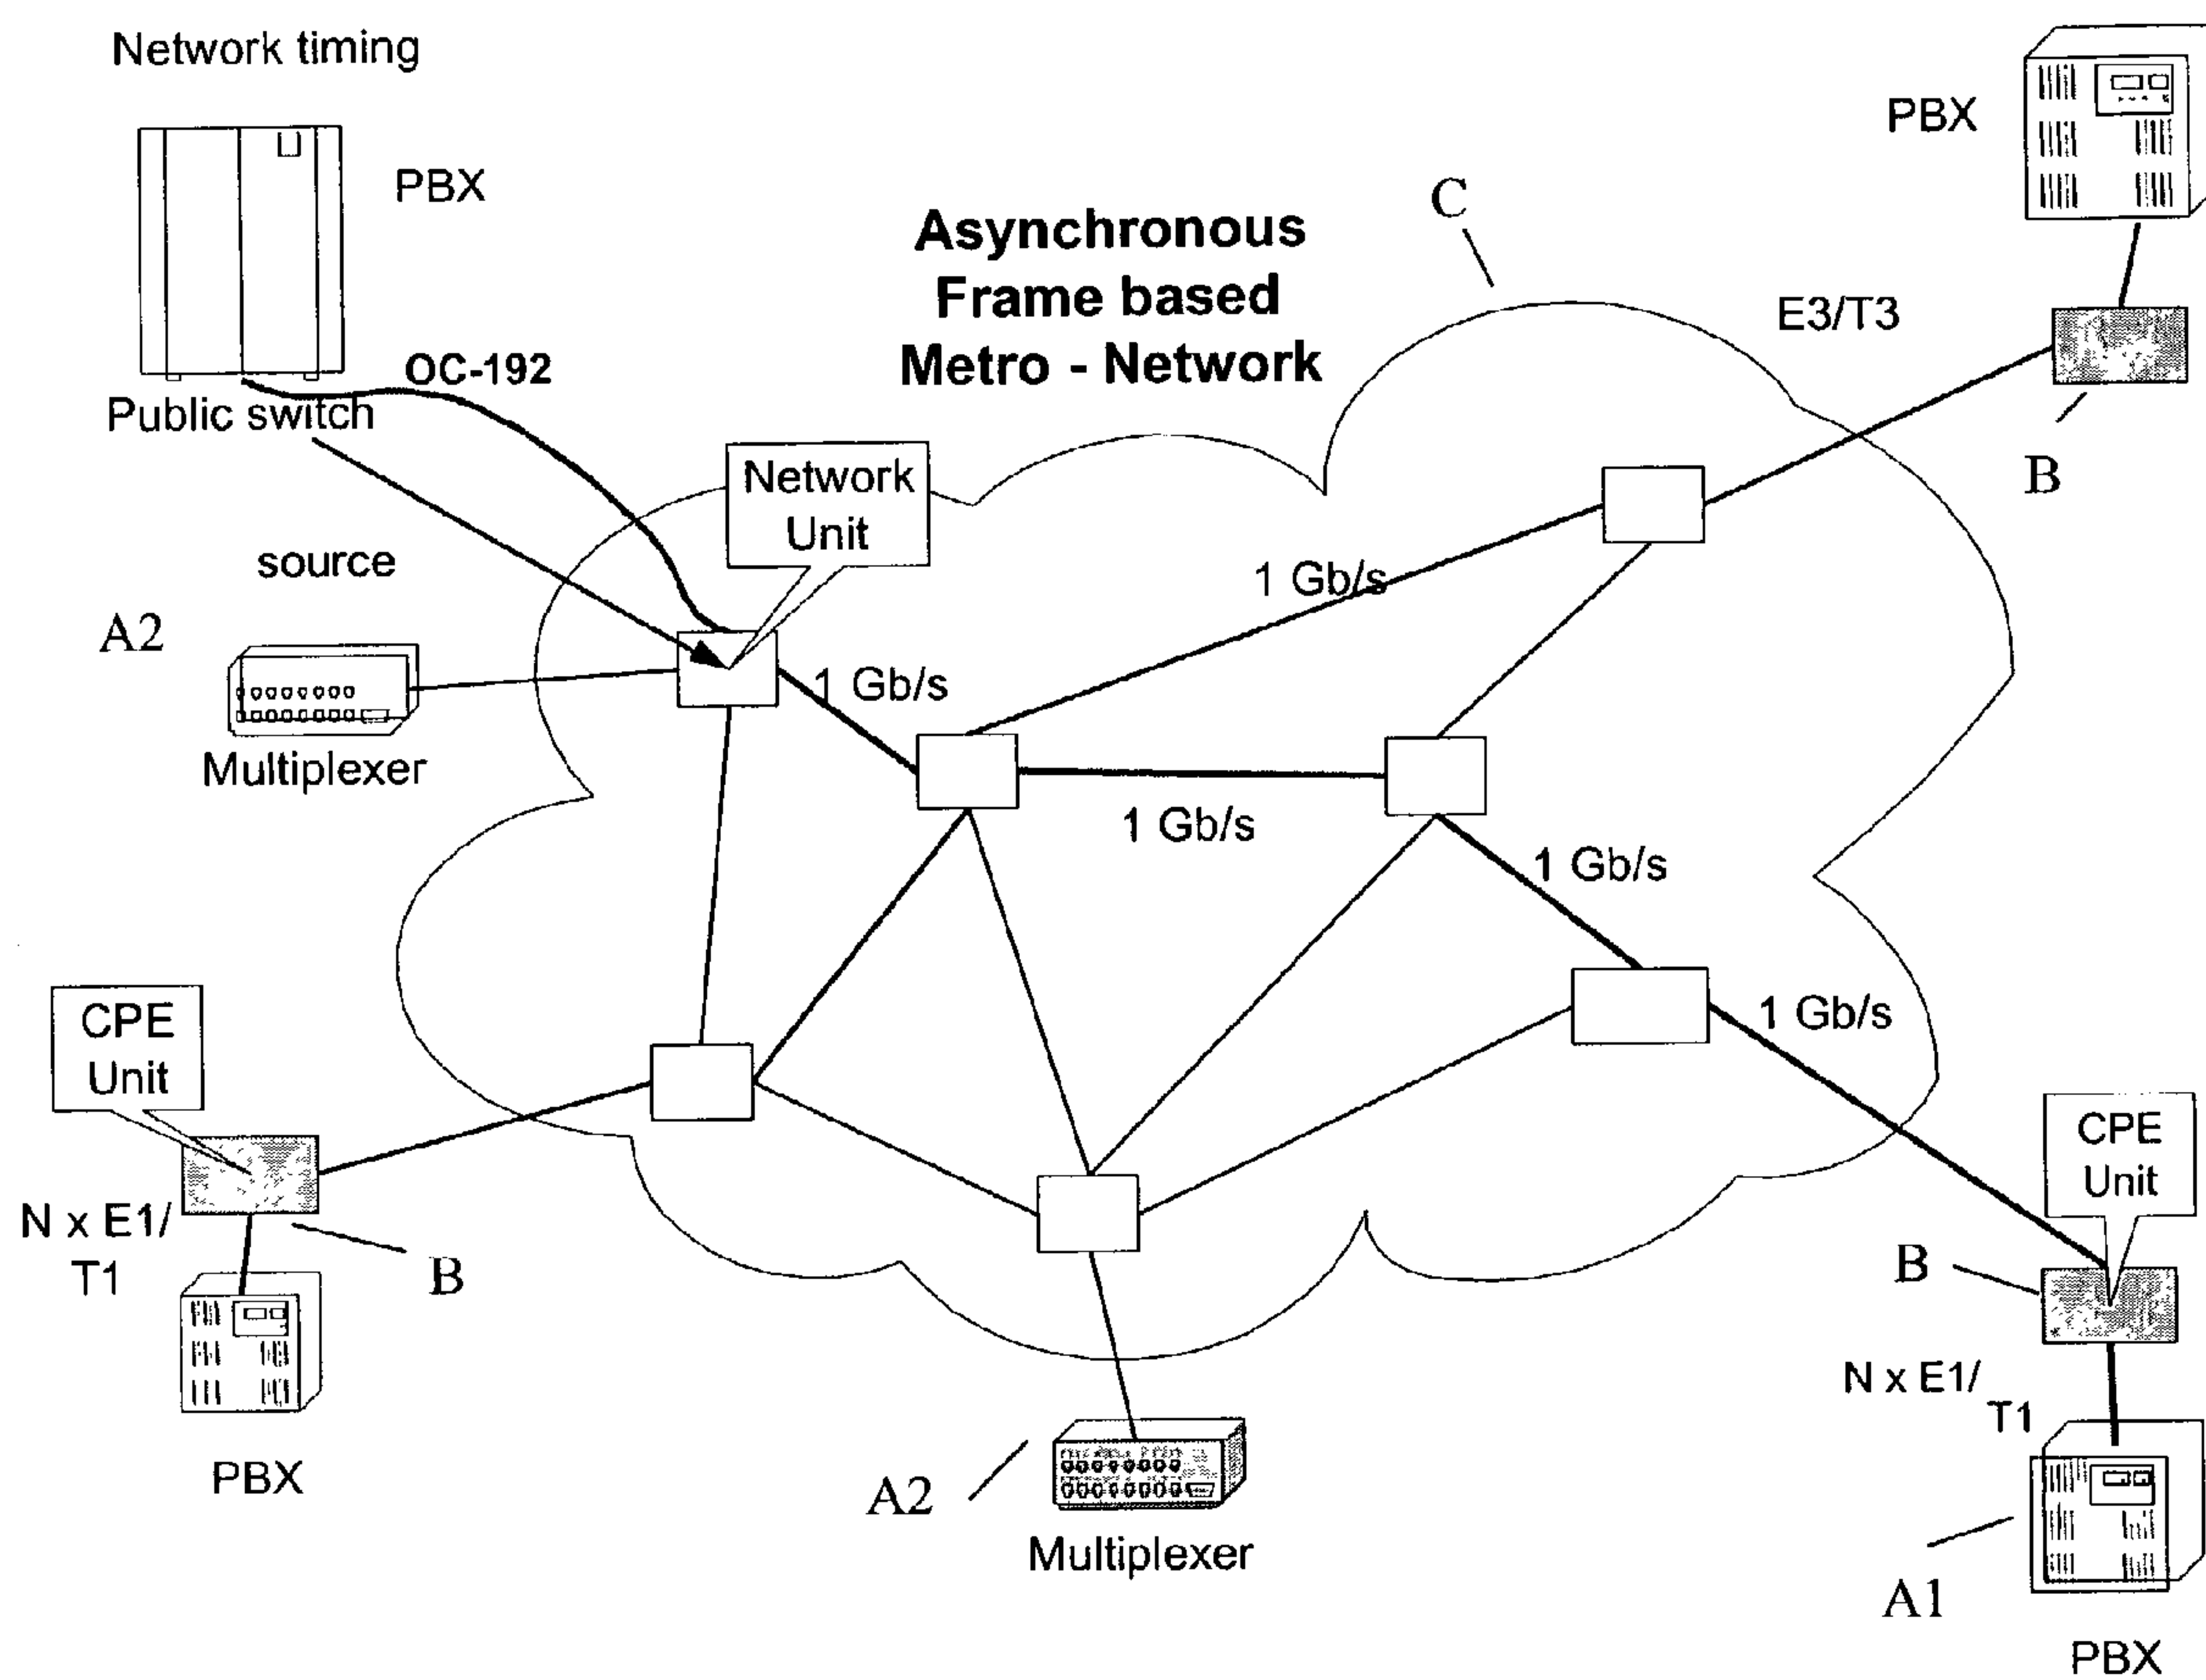 Network timing
PBX
PBX
C
Asynchronous
Frame based
Metro - Network
E3/T3
OC-192
Public switch
Network
Unit
B
source
1 Gb/s
A2
1 Gb/s
Multiplexer
1 Gb/s
1 Gb/s
CPE
Unit
1 Gb/s
CPE
Unit
N x E1/
T1
B
B
N x E1/
T1
PBX
A2
Multiplexer
A1
PBX